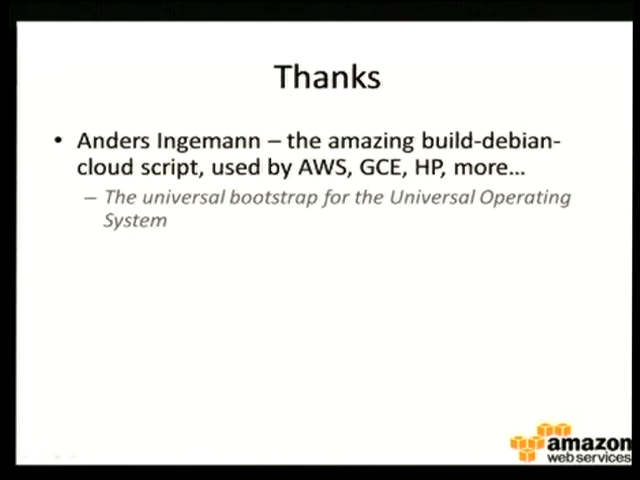 Thanks
• Anders Ingemann – the amazing build-debian-
cloud script, used by AWS, GCE, HP, more…
– The universal bootstrap for the Universal Operating
System
amazon
web services